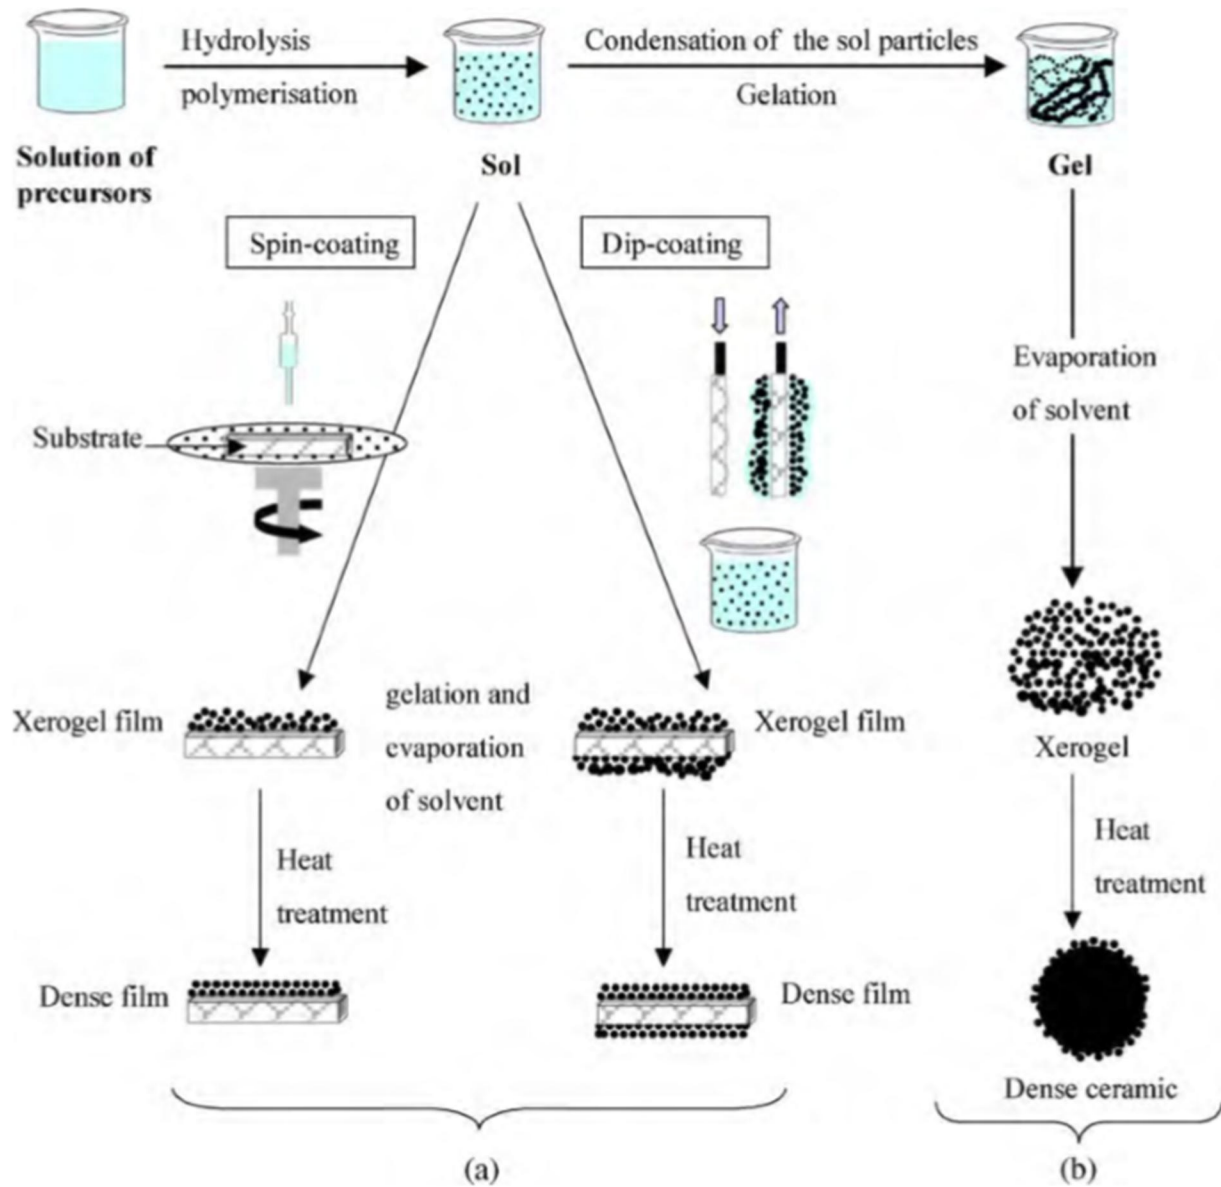 Hydrolysis
polymerisation
Condensation of the sol particles
Gelation
Solution of
precursors
Sol
Gel
Spin-coating
Dip-coating
Evaporation
of solvent
Substrate
Xerogel film
gelation and
evaporation
of solvent
Xerogel film
Xerogel
Heat
treatment
Heat
treatment
Heat
treatment
Dense film
Dense film
Dense ceramic
(a)
(b)